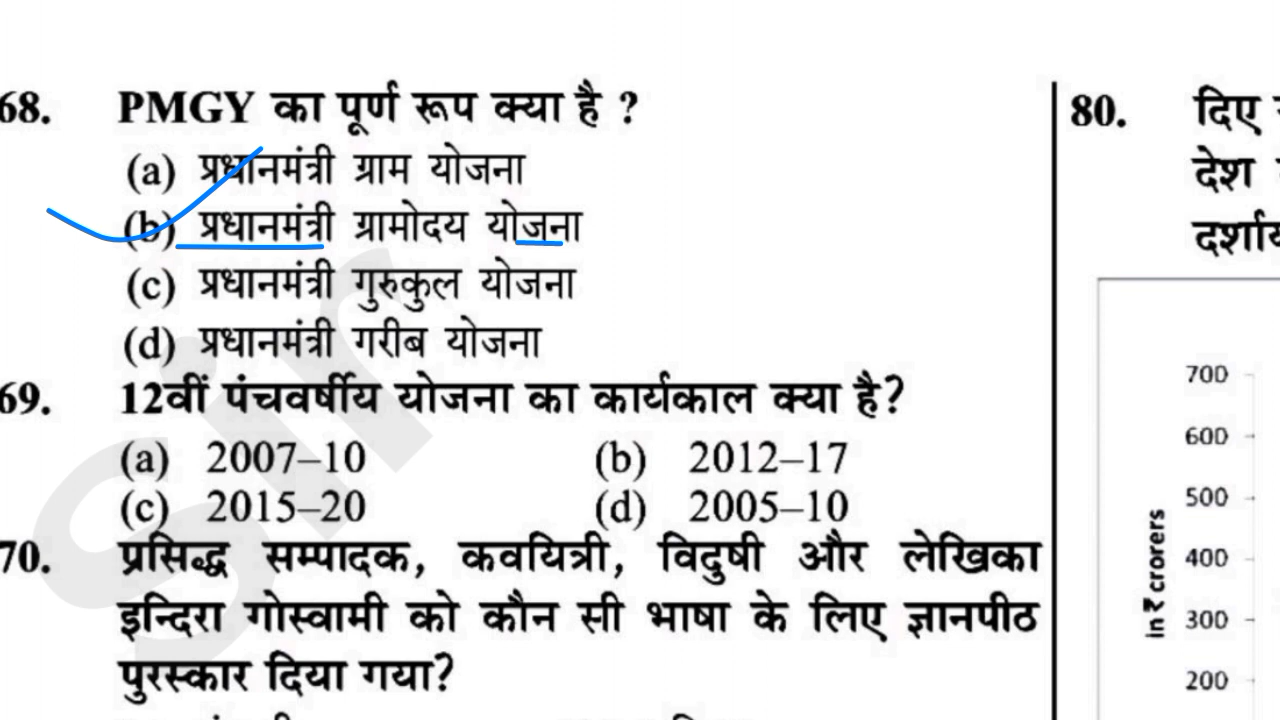 68. PMGY का पूर्ण रूप क्या है ?
(a) प्रधानमंत्री ग्राम योजना
(b) प्रधानमंत्री ग्रामोदय योजना
(c) प्रधानमंत्री गुरुकुल योजना
(d) प्रधानमंत्री गरीब योजना
69. 12वीं पंचवर्षीय योजना का कार्यकाल क्या है?
(a) 2007–10 (b) 2012–17
(c) 2015–20 (d) 2005–10
70. प्रसिद्ध सम्पादक, कवयित्री, विदुषी और लेखिका
इन्दिरा गोस्वामी को कौन सी भाषा के लिए ज्ञानपीठ
पुरस्कार दिया गया?
80. दिए
देश
700
600
500
400
300
200
in ₹ crorers
Sir